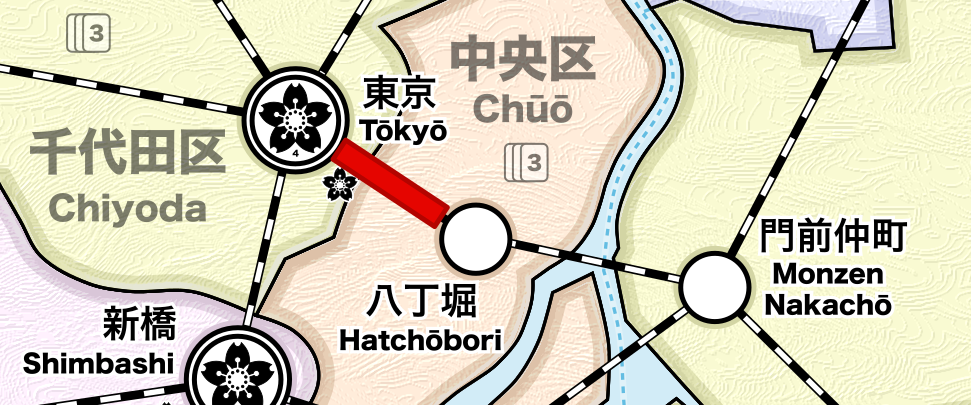 3
中央区
Chūō
東京
Tōkyō
4
千代田区
Chiyoda
3
門前仲町
Monzen
Nakachō
八丁堀
Hatchōbori
新橋
Shimbashi